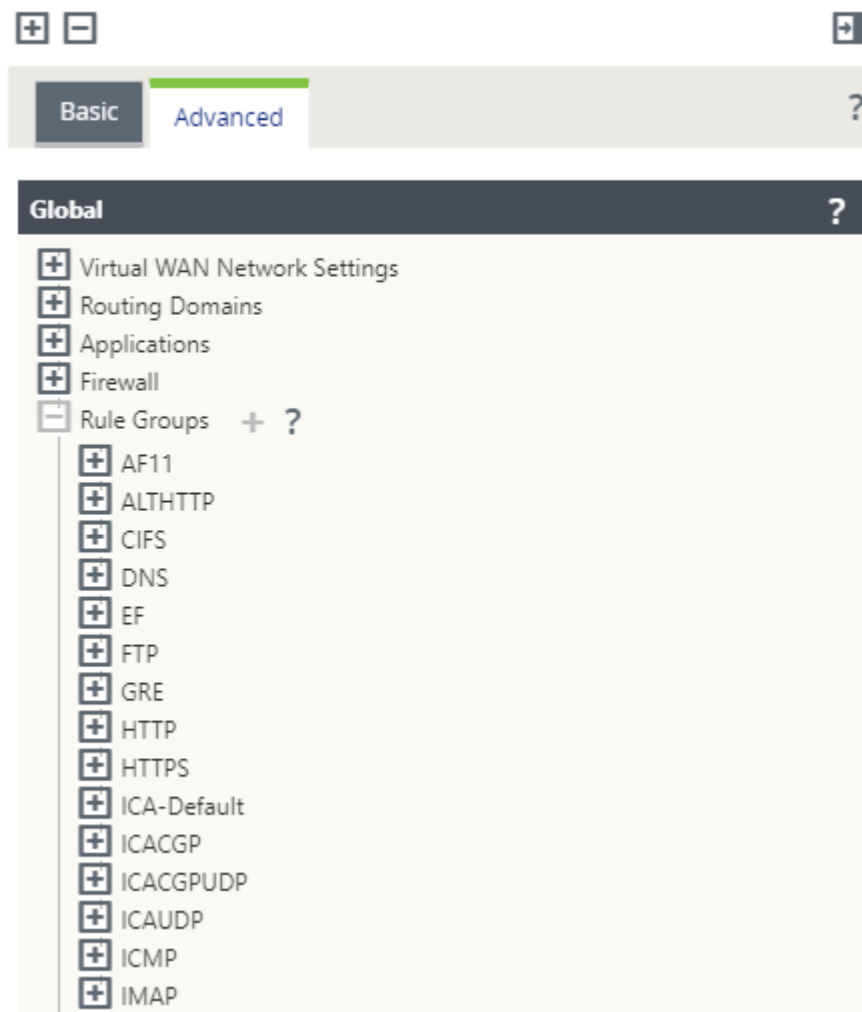 Basic
Advanced
?
Global
?
Virtual WAN Network Settings
Routing Domains
Applications
Firewall
Rule Groups + ?
AF11
ALTHTTP
CIFS
DNS
EF
FTP
GRE
HTTP
HTTPS
ICA-Default
ICACGP
ICACGPUDP
ICAUDP
ICMP
IMAP